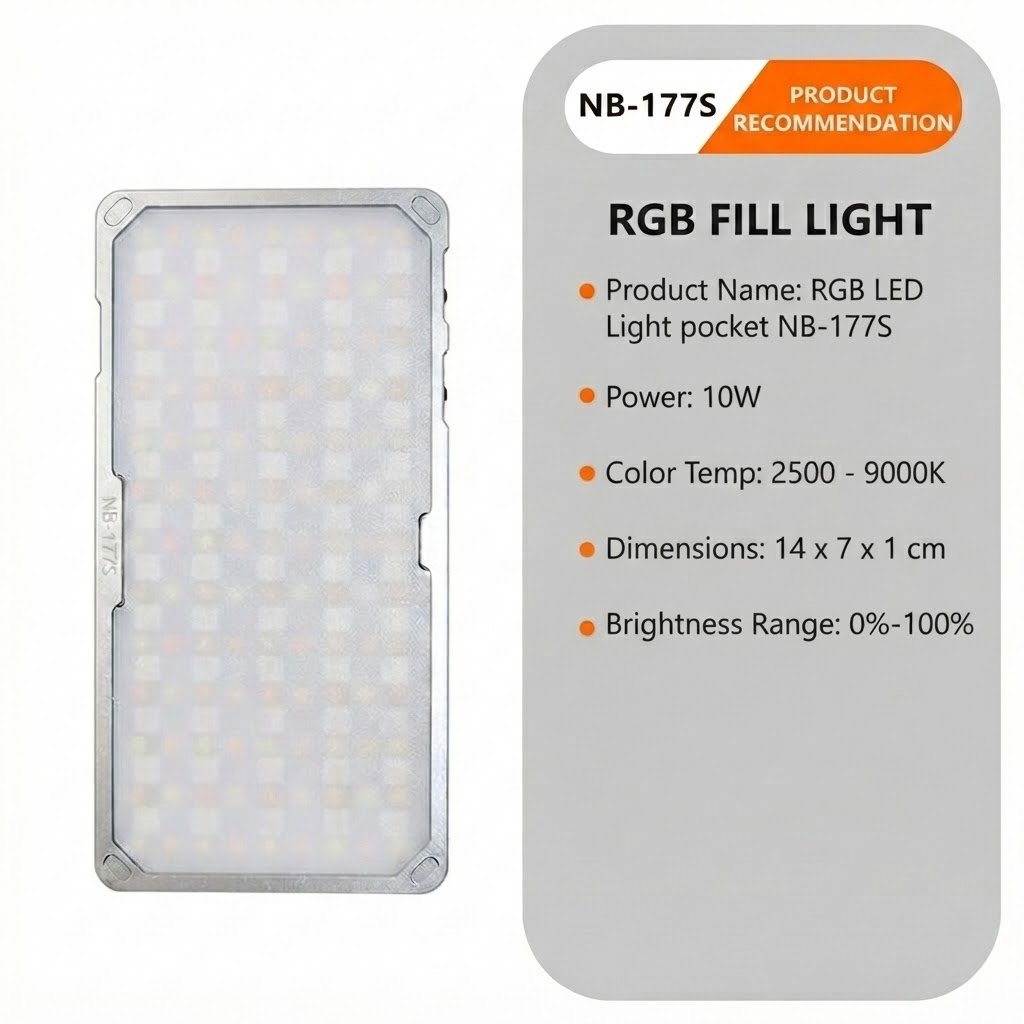 NB-177S
PRODUCT
RECOMMENDATION
RGB FILL LIGHT
Product Name: RGB LED
Light pocket NB-177S
Power: 10W
Color Temp: 2500 - 9000K
Dimensions: 14 x 7 x 1 cm
Brightness Range: 0%-100%
NB-177S